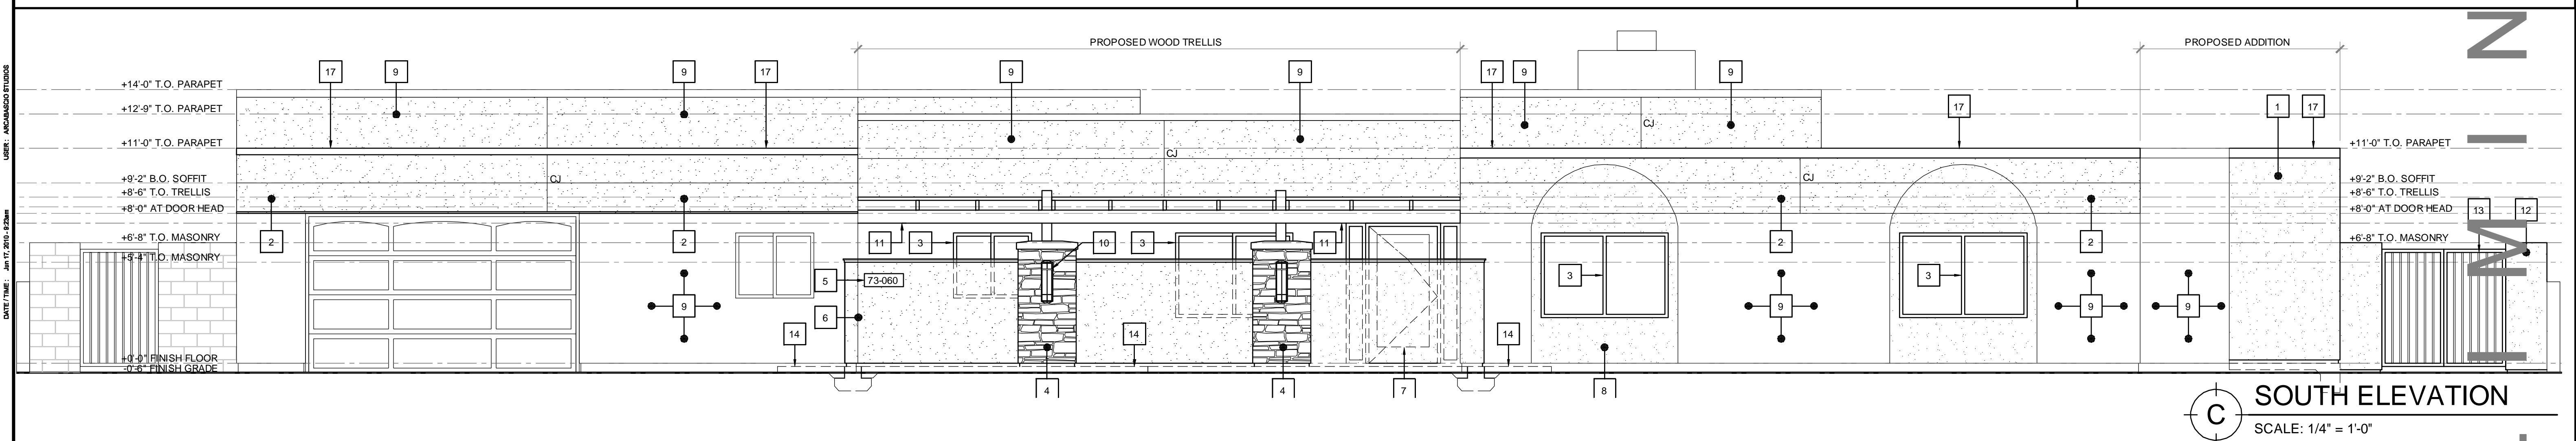 PROPOSED WOOD TRELLIS
PROPOSED ADDITION
17
9
9
17
9
9
17
9
9
17
1
17
+14'-0" T.O. PARAPET
+12'-9" T.O. PARAPET
+11'-0" T.O. PARAPET
+9'-2" B.O. SOFFIT
+8'-6" T.O. TRELLIS
+8'-0" AT DOOR HEAD
+6'-8" T.O. MASONRY
+5'-4" T.O. MASONRY
+0'-0" FINISH FLOOR
-0'-6" FINISH GRADE
CJ
CJ
CJ
CJ
+11'-0" T.O. PARAPET
+9'-2" B.O. SOFFIT
+8'-6" T.O. TRELLIS
+8'-0" AT DOOR HEAD
+6'-8" T.O. MASONRY
13
12
2
2
11
3
10
3
11
2
2
5
73-060
3
3
9
6
9
9
9
14
14
14
4
4
7
8
C
SOUTH ELEVATION
SCALE: 1/4" = 1'-0"
USER: ARCABASCIO STUDIOS
DATE / TIME: Jan 17, 2010 - 9:23am
I M I N